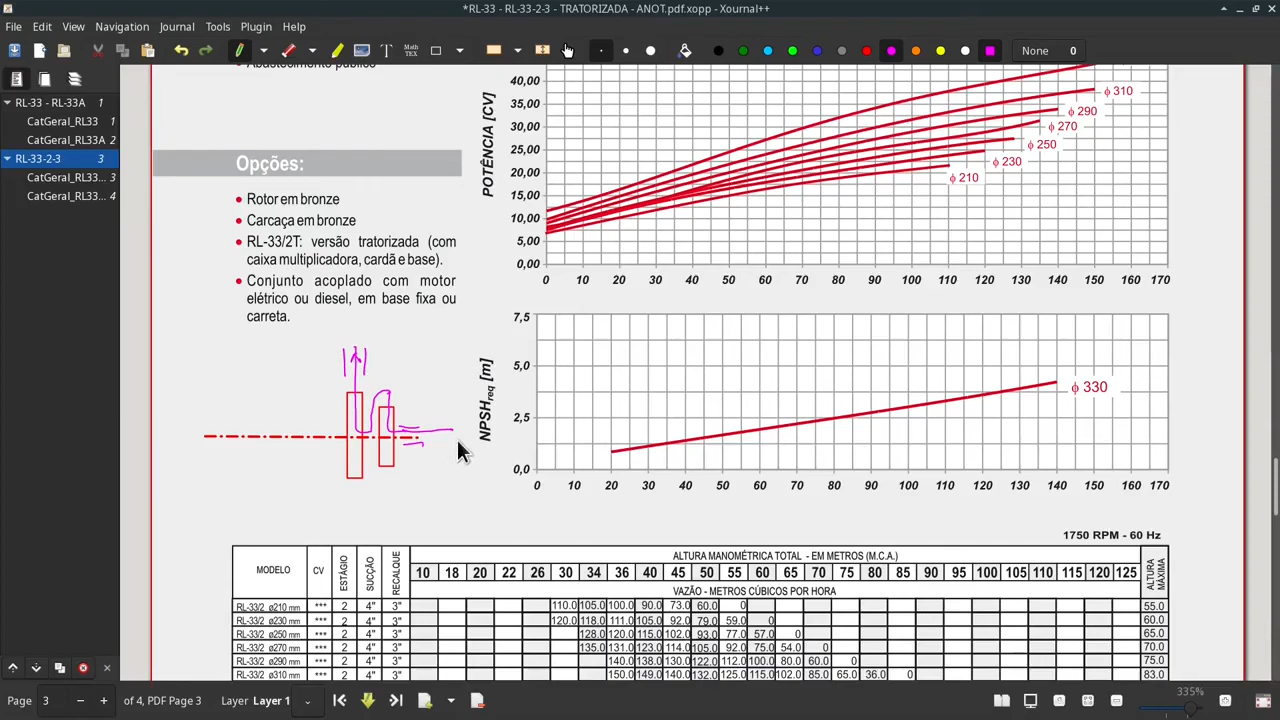 *RL-33 - RL-33-2-3 - TRATORIZADA - ANOT.pdf.xopp - Xournal++
File Edit View Navigation Journal Tools Plugin Help
T
Math
TEX
None 0
RL-33 - RL-33A 1
CatGeral_RL33 1
CatGeral_RL33A 2
RL-33-2-3 3
CatGeral_RL33... 3
CatGeral_RL33... 4
Abastecimento público
Opções:
Rotor em bronze
Carcaça em bronze
RL-33/2T: versão tratorizada (com
caixa multiplicadora, cardã e base).
Conjunto acoplado com motor
elétrico ou diesel, em base fixa ou
carreta.
POTÊNCIA [CV]
40,00
35,00
30,00
25,00
20,00
15,00
10,00
5,00
0,00
ϕ 310
ϕ 290
ϕ 270
ϕ 250
ϕ 230
ϕ 210
0 10 20 30 40 50 60 70 80 90 100 110 120 130 140 150 160 170
NPSHreq [m]
7,5
5,0
2,5
0,0
ϕ 330
0 10 20 30 40 50 60 70 80 90 100 110 120 130 140 150 160 170
1750 RPM - 60 Hz
MODELO CV ESTÁGIO SUCÇÃO RECALQUE ALTURA MANOMÉTRICA TOTAL - EM METROS (M.C.A.) ALTURA MÁXIMA
10 18 20 22 26 30 34 36 40 45 50 55 60 65 70 75 80 85 90 95 100 105 110 115 120 125
VAZÃO - METROS CÚBICOS POR HORA
RL-33/2 ø210 mm *** 2 4" 3" 110.0 105.0 100.0 90.0 73.0 60.0 0 55.0
RL-33/2 ø230 mm *** 2 4" 3" 120.0 118.0 111.0 105.0 92.0 79.0 59.0 0 60.0
RL-33/2 ø250 mm *** 2 4" 3" 128.0 120.0 115.0 102.0 93.0 77.0 57.0 0 65.0
RL-33/2 ø270 mm *** 2 4" 3" 135.0 131.0 123.0 114.0 105.0 92.0 75.0 54.0 0 70.0
RL-33/2 ø290 mm *** 2 4" 3" 140.0 138.0 130.0 122.0 112.0 100.0 80.0 60.0 0 75.0
RL-33/2 ø310 mm *** 2 4" 3" 150.0 149.0 140.0 132.0 125.0 115.0 102.0 85.0 65.0 36.0 0 83.0
Page 3 of 4, PDF Page 3 Layer Layer 1 335%